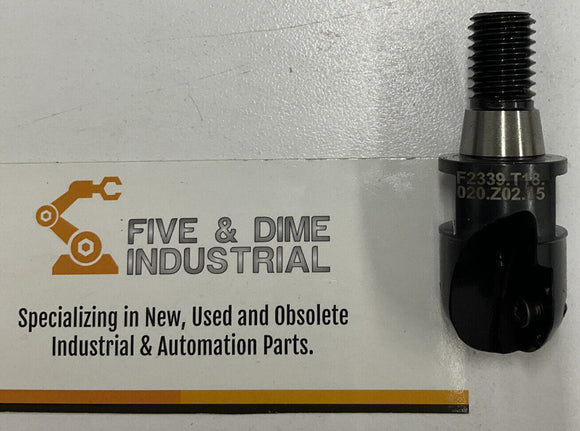 FIVE & DIME
INDUSTRIAL
Specializing in New, Used and Obsolete
Industrial & Automation Parts.
F2339.T18.
020.Z02.15